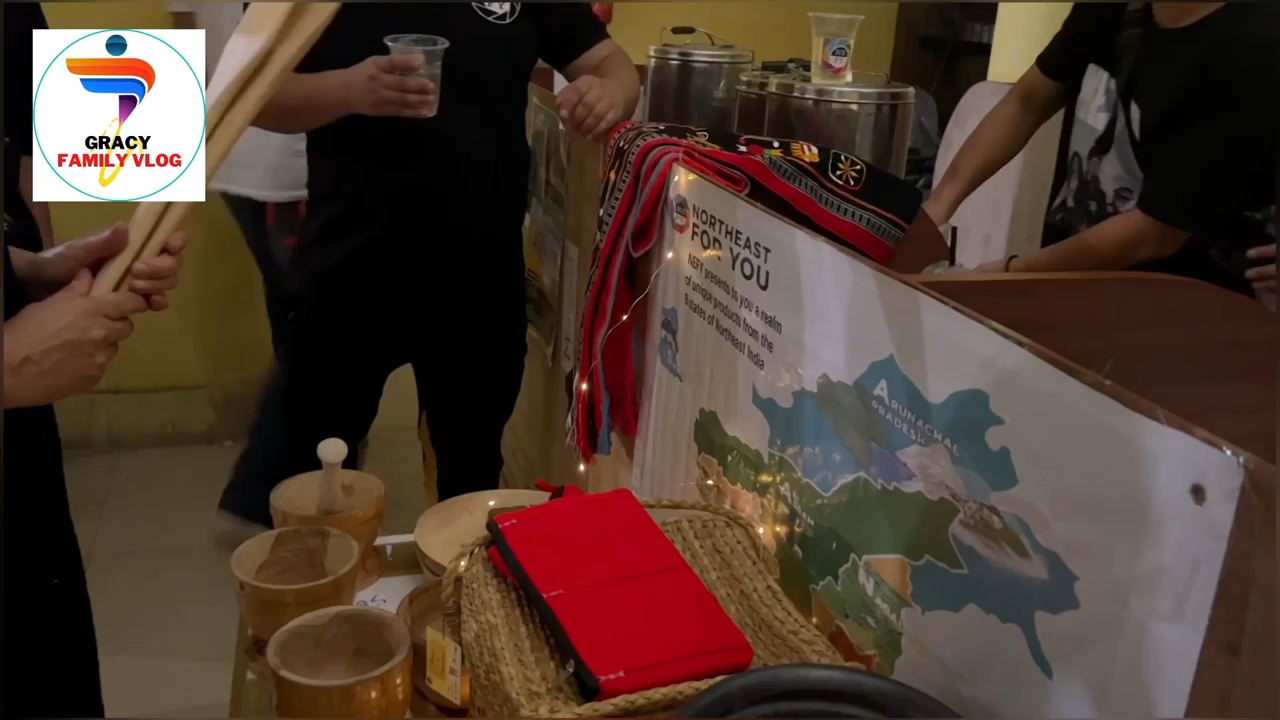 GRACY
FAMILY VLOG
NORTHEAST
FOR YOU
NEFY presents to you a realm
of unique products from the
8 states of Northeast India
ARUNACHAL
PRADESH